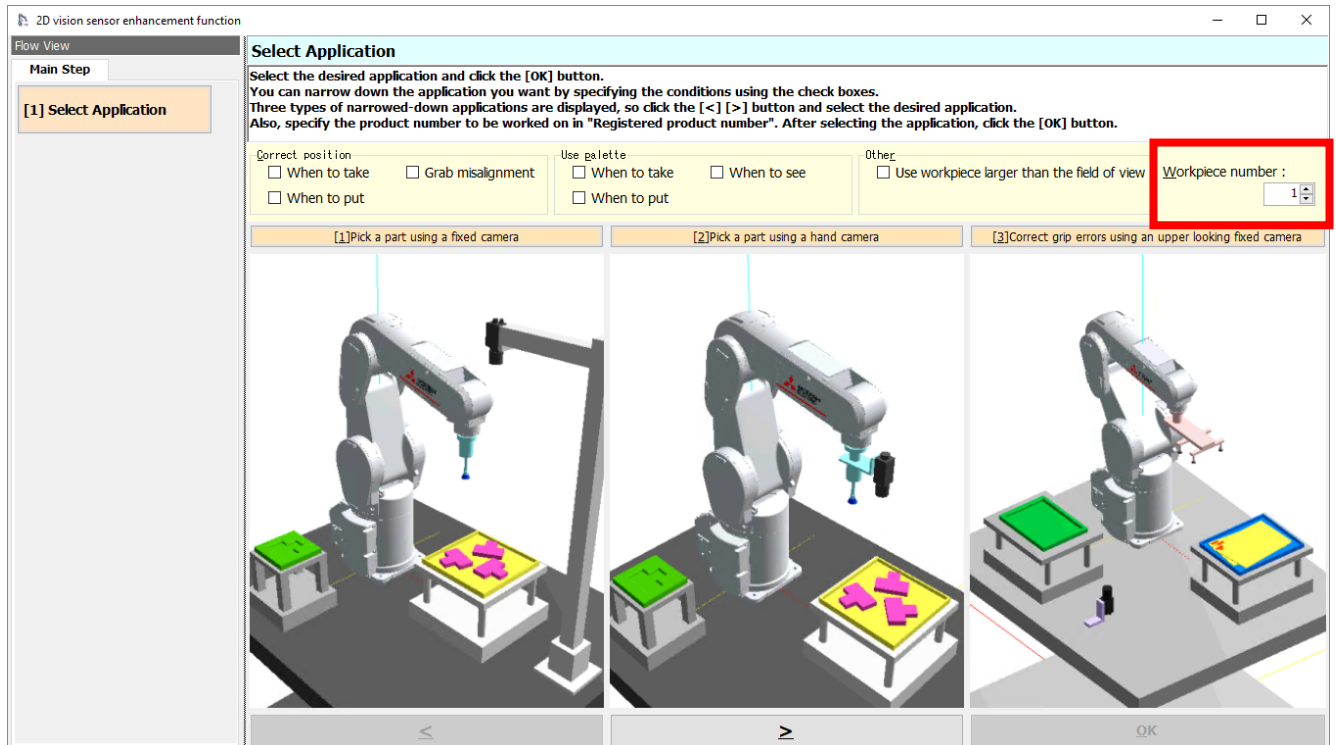 2D vision sensor enhancement function
Flow View
Main Step
[1] Select Application
Select Application
Select the desired application and click the [OK] button.
You can narrow down the application you want by specifying the conditions using the check boxes.
Three types of narrowed-down applications are displayed, so click the [<] [>] button and select the desired application.
Also, specify the product number to be worked on in "Registered product number". After selecting the application, click the [OK] button.
Correct position
When to take
Grab misalignment
When to put
Use palette
When to take
When to see
When to put
Other
Use workpiece larger than the field of view
Workpiece number :
1
[1]Pick a part using a fixed camera
[2]Pick a part using a hand camera
[3]Correct grip errors using an upper looking fixed camera
<
>
OK